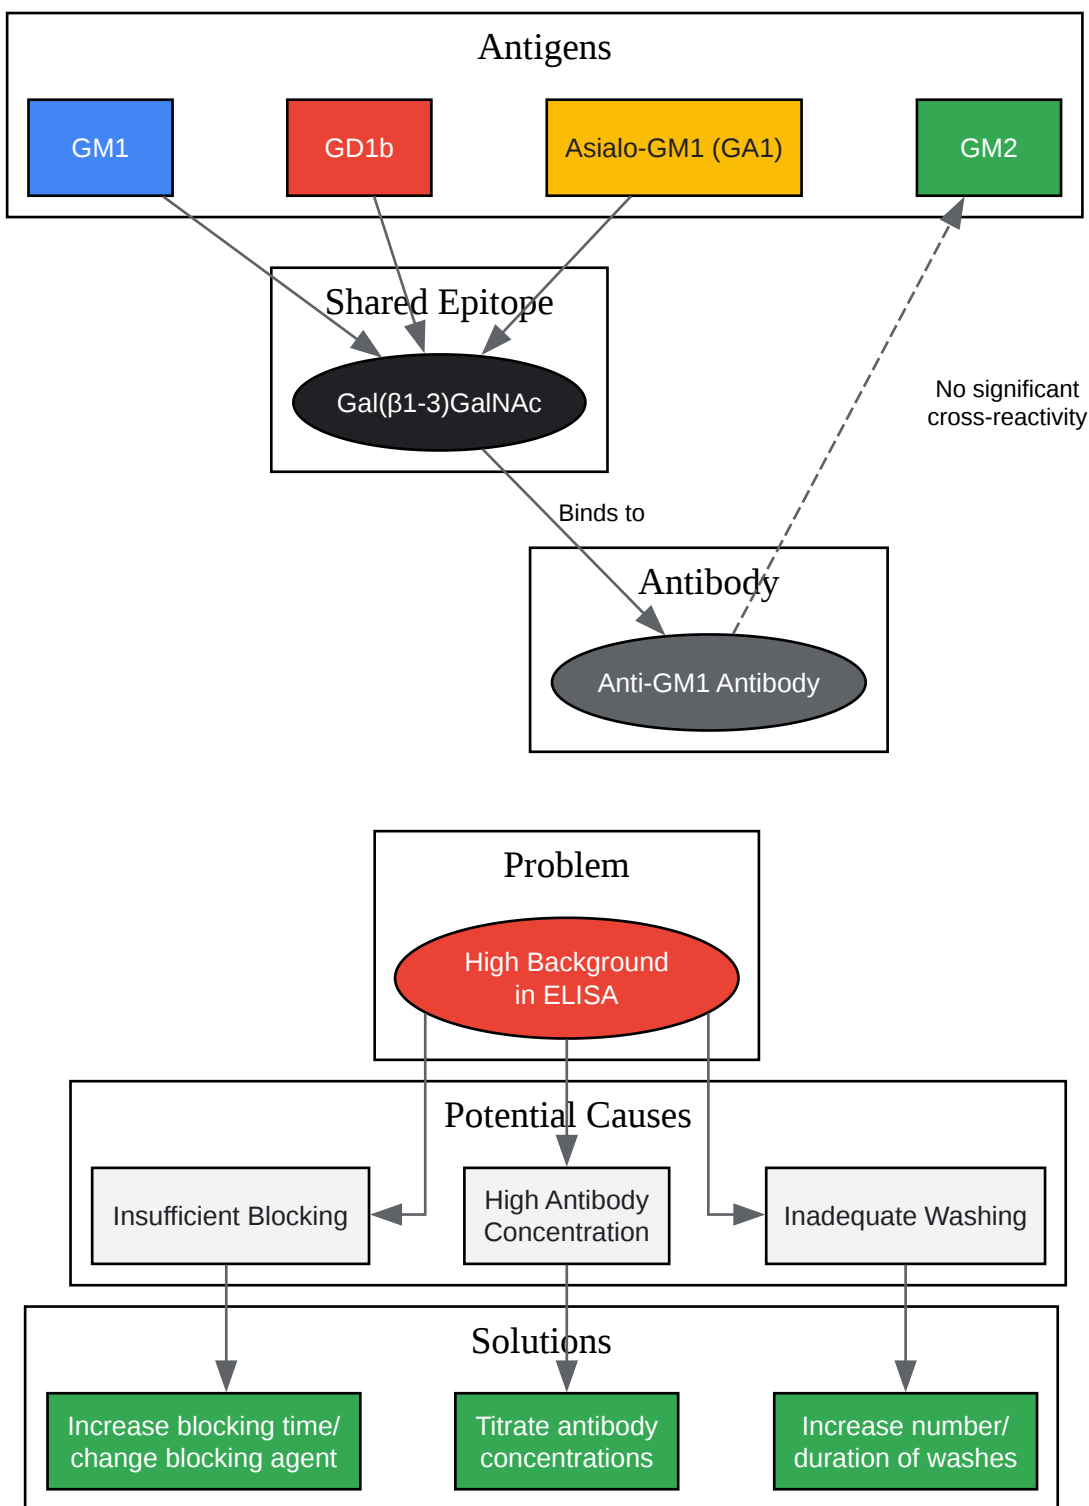 Antigens
GM1
GD1b
Asialo-GM1 (GA1)
GM2
Shared Epitope
Gal(β1-3)GalNAc
No significant
cross-reactivity
Binds to
Antibody
Anti-GM1 Antibody
Problem
High Background
in ELISA
Potential Causes
Insufficient Blocking
High Antibody
Concentration
Inadequate Washing
Solutions
Increase blocking time/
change blocking agent
Titrate antibody
concentrations
Increase number/
duration of washes